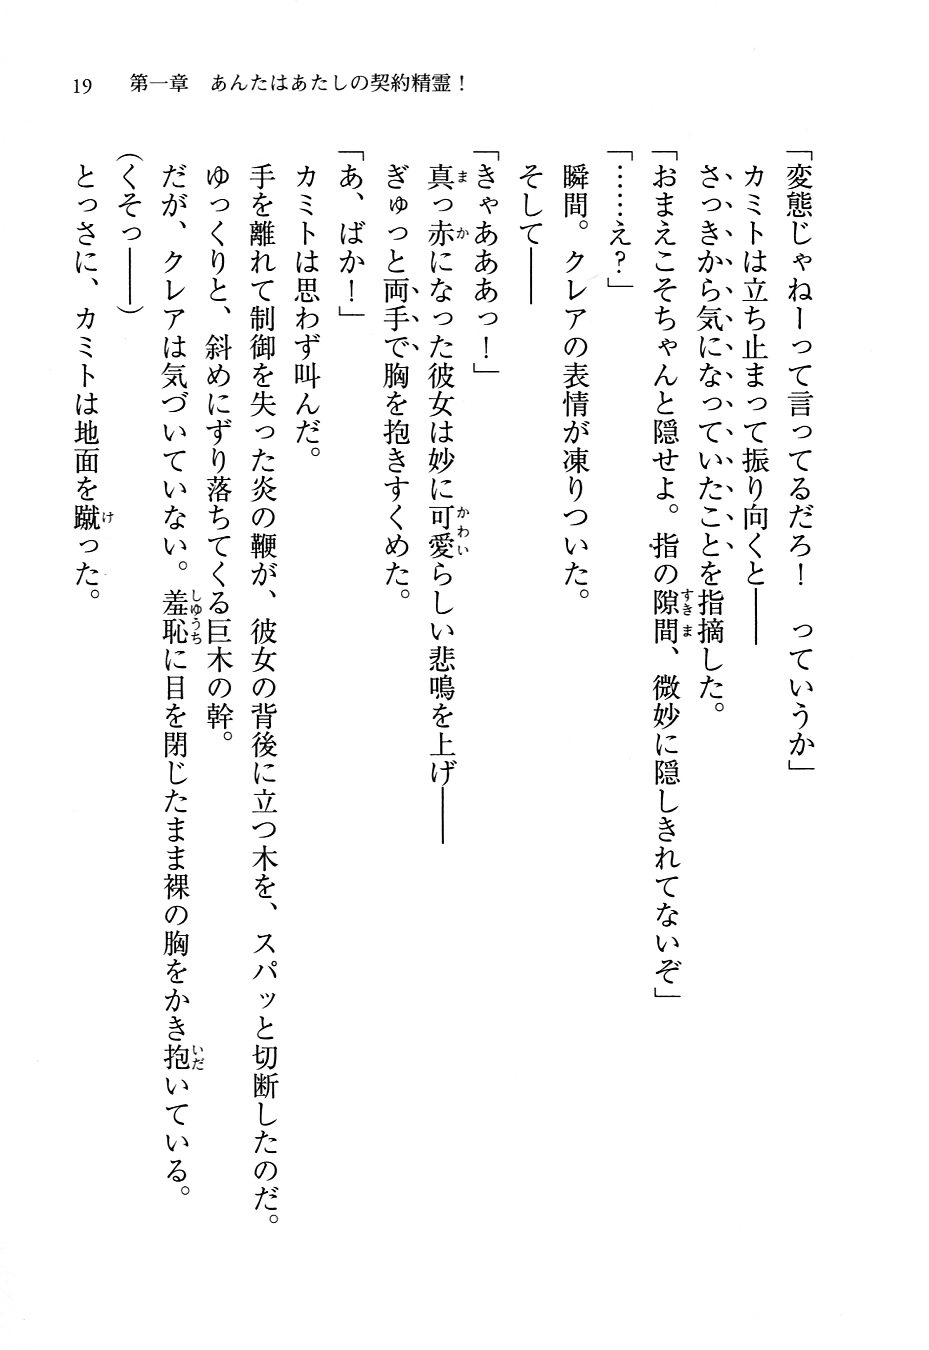 19　第一章　あんたはあたしの契約精霊！
「変態じゃねーって言ってるだろ！　っていうか」
カミトは立ち止まって振り向くと――
さっきから気になっていたことを指摘した。
「おまえこそちゃんと隠せよ。指の隙間、微妙に隠しきれてないぞ」
「……え？」
瞬間。クレアの表情が凍りついた。
そして――
「きゃあああっ！」
真っ赤になった彼女は妙に可愛らしい悲鳴を上げ――
ぎゅっと両手で胸を抱きすくめた。
「あ、ばか！」
カミトは思わず叫んだ。
手を離れて制御を失った炎の鞭が、彼女の背後に立つ木を、スパッと切断したのだ。
ゆっくりと、斜めにずり落ちてくる巨木の幹。
だが、クレアは気づいていない。羞恥に目を閉じたまま裸の胸をかき抱いている。
（くそっ――）
とっさに、カミトは地面を蹴った。